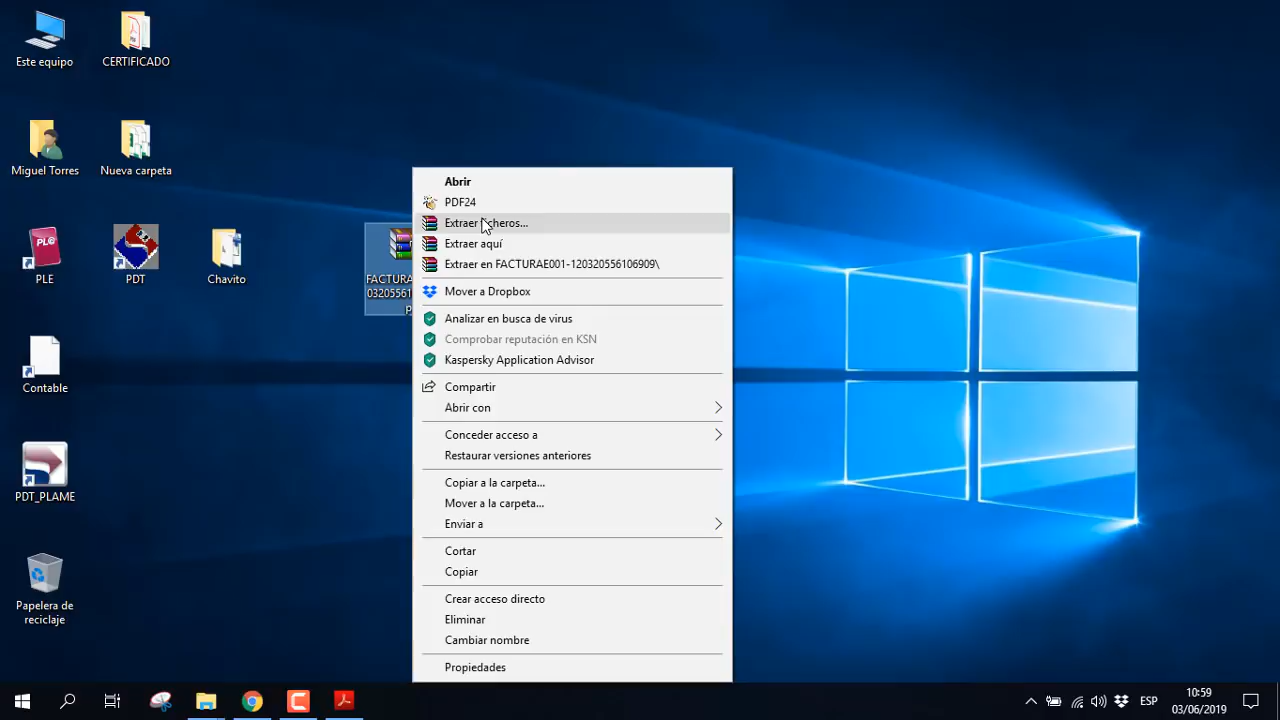 Este equipo
CERTIFICADO
Miguel Torres
Nueva carpeta
PLE
PDT
Chavito
FACTURAE
0320556
Contable
PDT_PLAME
Papelera de
reciclaje
Abrir
PDF24
Extraer ficheros...
Extraer aquí
Extraer en FACTURAE001-120320556106909\
Mover a Dropbox
Analizar en busca de virus
Comprobar reputación en KSN
Kaspersky Application Advisor
Compartir
Abrir con
Conceder acceso a
Restaurar versiones anteriores
Copiar a la carpeta...
Mover a la carpeta...
Enviar a
Cortar
Copiar
Crear acceso directo
Eliminar
Cambiar nombre
Propiedades
ESP
10:59
03/06/2019